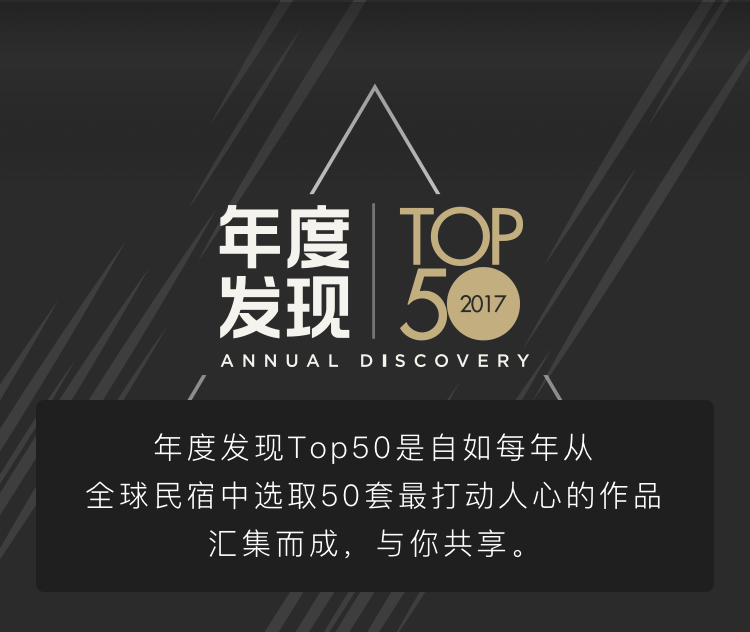 年度
发现
TOP
50
2017
ANNUAL DISCOVERY
年度发现Top50是自如每年从
全球民宿中选取50套最打动人心的作品
汇集而成，与你共享。